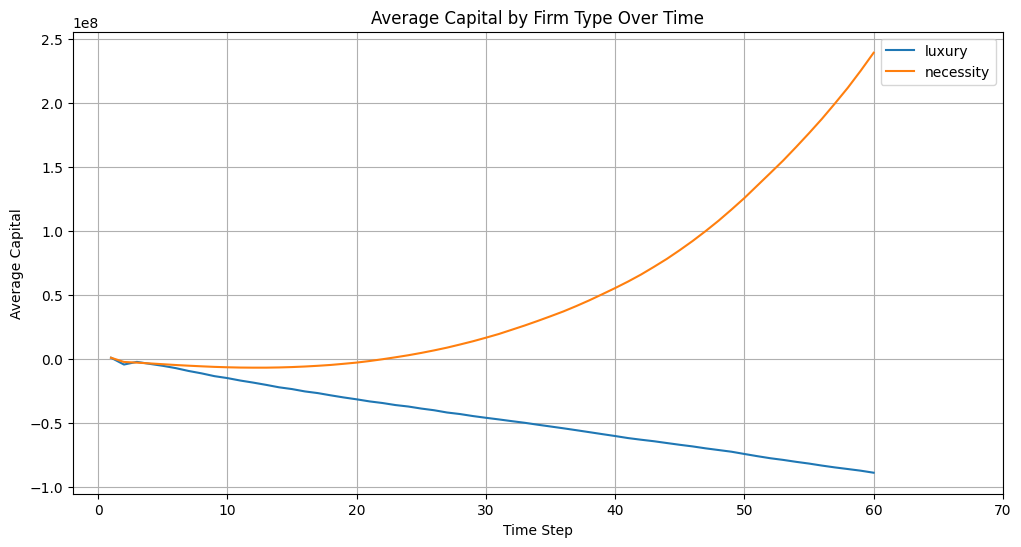 Average Capital by Firm Type Over Time
1e8
2.5
2.0
1.5
1.0
0.5
0.0
−0.5
−1.0
Average Capital
luxury
necessity
0 10 20 30 40 50 60 70
Time Step